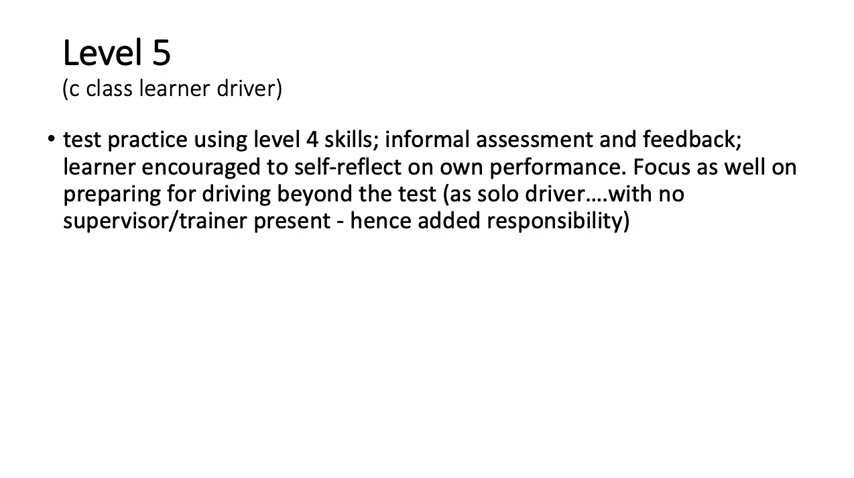 Level 5
(c class learner driver)
• test practice using level 4 skills; informal assessment and feedback;
learner encouraged to self-reflect on own performance. Focus as well on
preparing for driving beyond the test (as solo driver....with no
supervisor/trainer present - hence added responsibility)